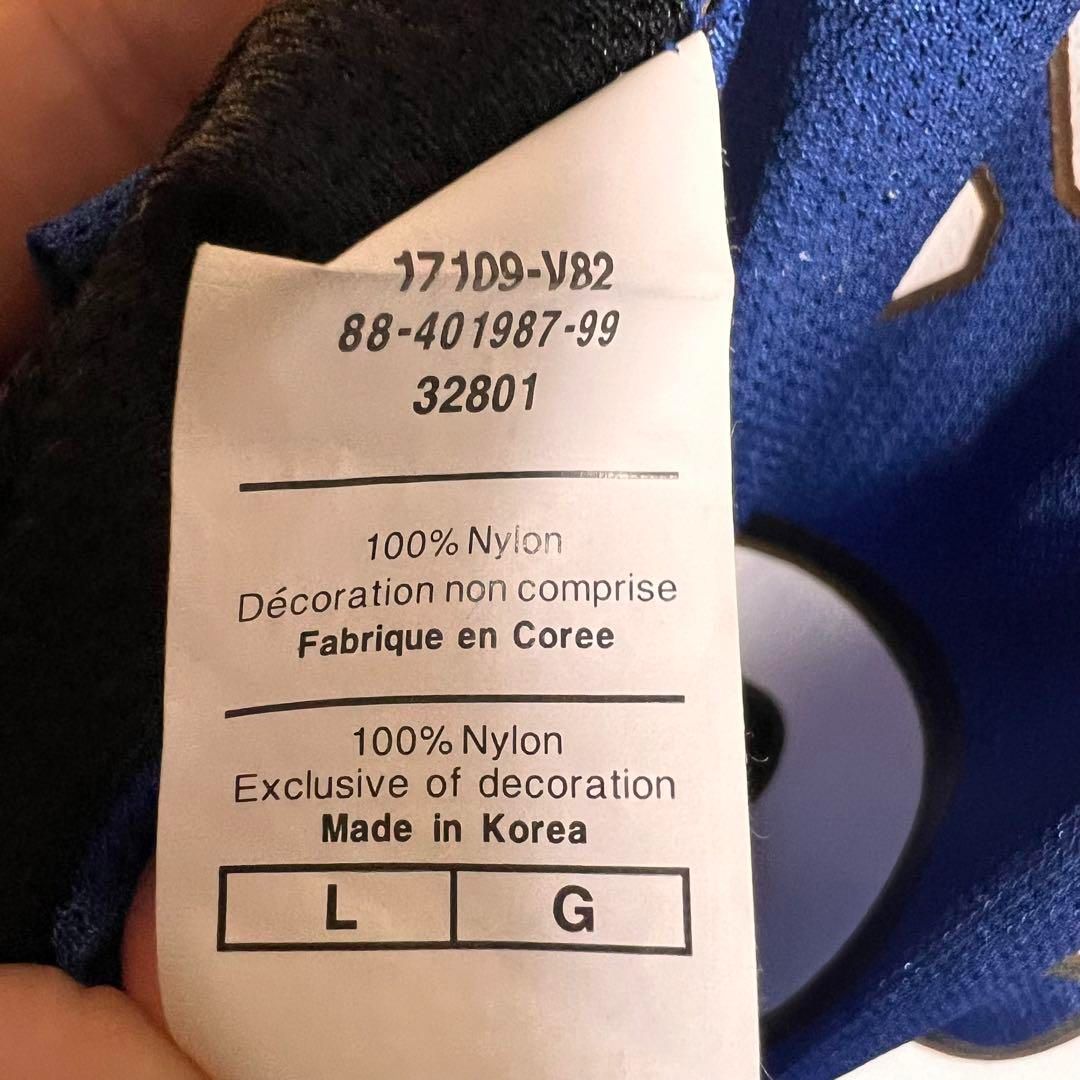 17109-V82
88-401987-99
32801
100% Nylon
Décoration non comprise
Fabrique en Coree
100% Nylon
Exclusive of decoration
Made in Korea
L G